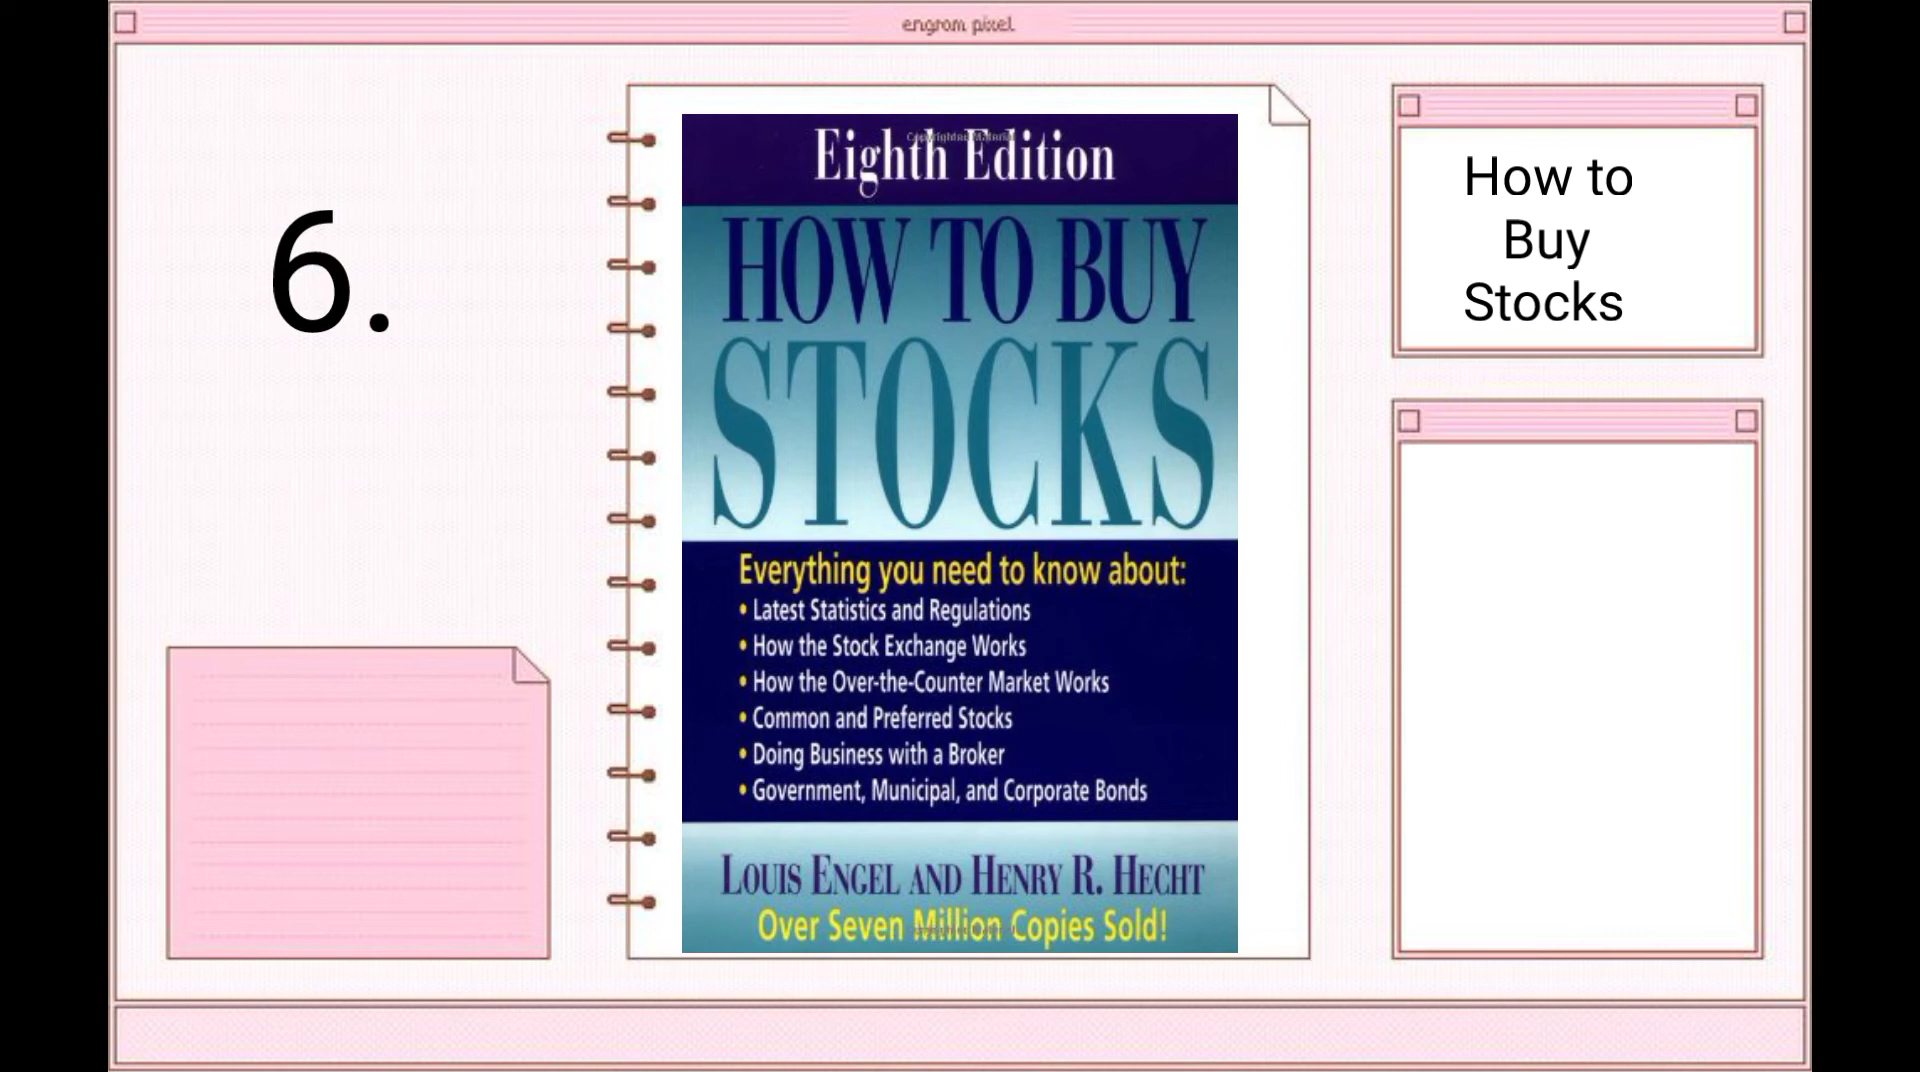 engram pixel
6.
Copyrighted Material
Eighth Edition
HOW TO BUY
STOCKS
Everything you need to know about:
• Latest Statistics and Regulations
• How the Stock Exchange Works
• How the Over-the-Counter Market Works
• Common and Preferred Stocks
• Doing Business with a Broker
• Government, Municipal, and Corporate Bonds
LOUIS ENGEL AND HENRY R. HECHT
Over Seven Million Copies Sold!
How to
Buy
Stocks